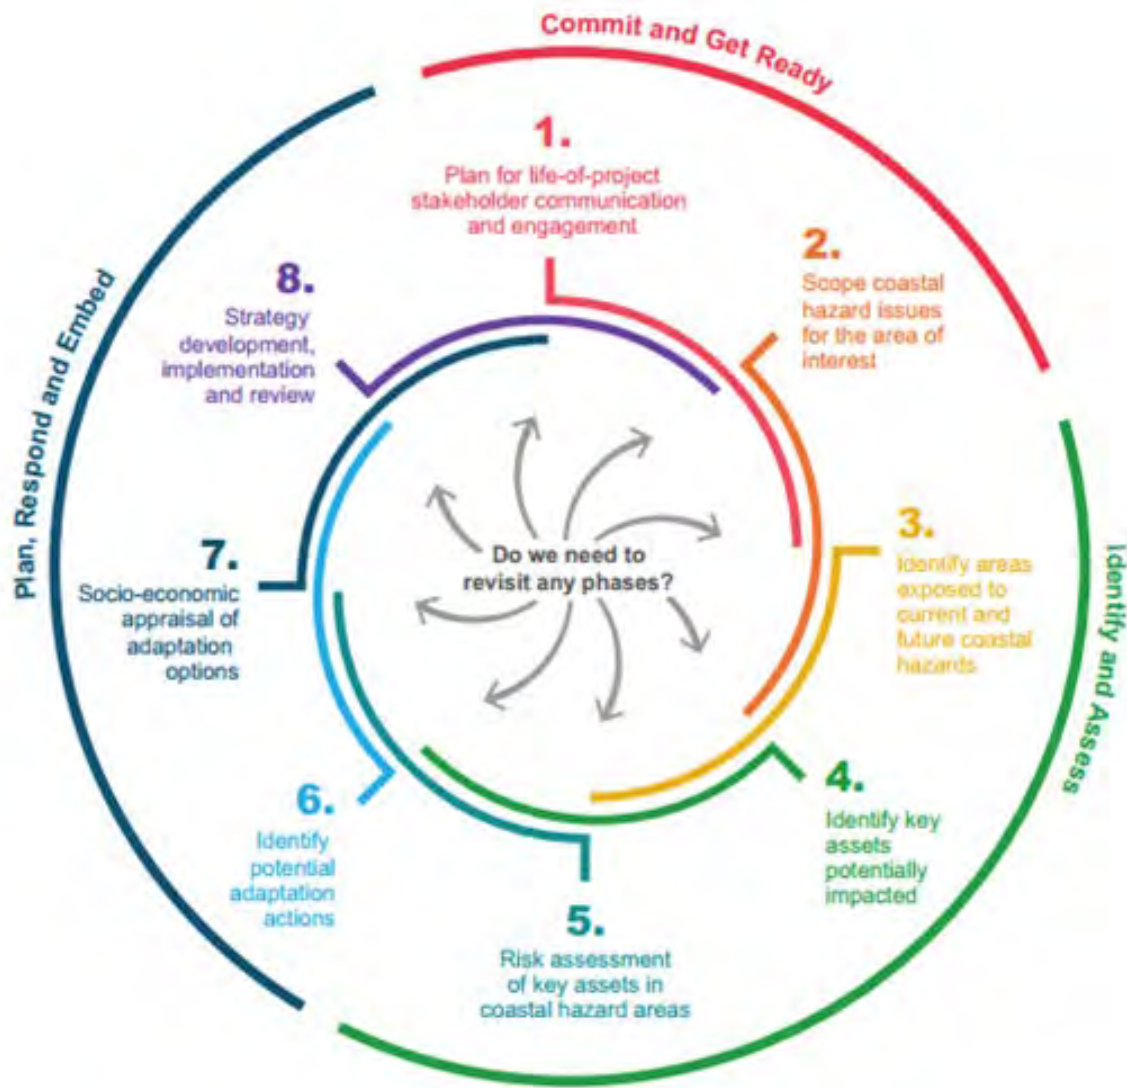 Commit and Get Ready
1.
Plan for life-of-project
stakeholder communication
and engagement
2.
Scope coastal
hazard issues
for the area of
interest
3.
Identify areas
exposed to
current and
future coastal
hazards
Identify and Assess
4.
Identify key
assets
potentially
impacted
5.
Risk assessment
of key assets in
coastal hazard areas
6.
Identify
potential
adaptation
actions
7.
Socio-economic
appraisal of
adaptation
options
Plan, Respond and Embed
8.
Strategy
development,
implementation
and review
Do we need to
revisit any phases?